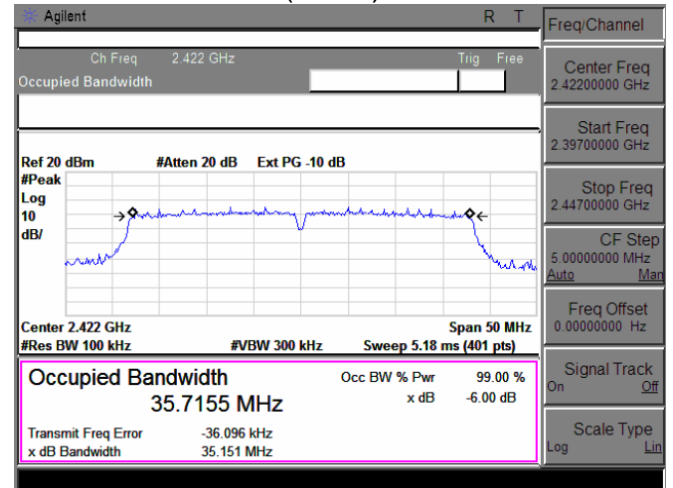 Agilent R T
Freq/Channel
Ch Freq 2.422 GHz Trig Free
Occupied Bandwidth
Center Freq
2.42200000 GHz
Start Freq
2.39700000 GHz
Stop Freq
2.44700000 GHz
CF Step
5.00000000 MHz
Auto Man
Freq Offset
0.00000000 Hz
Signal Track
On Off
Scale Type
Log Lin
Ref 20 dBm #Atten 20 dB Ext PG -10 dB
#Peak
Log
10
dB/
Center 2.422 GHz Span 50 MHz
#Res BW 100 kHz #VBW 300 kHz Sweep 5.18 ms (401 pts)
Occupied Bandwidth Occ BW % Pwr 99.00 %
35.7155 MHz x dB -6.00 dB
Transmit Freq Error -36.096 kHz
x dB Bandwidth 35.151 MHz